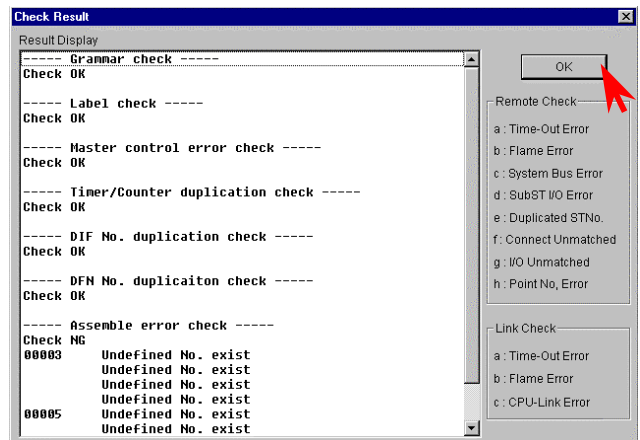 Check Result
Result Display
----- Grammar check -----
Check OK
----- Label check -----
Check OK
----- Master control error check -----
Check OK
----- Timer/Counter duplication check -----
Check OK
----- DIF No. duplication check -----
Check OK
----- DFN No. duplicaiton check -----
Check OK
----- Assemble error check -----
Check NG
00003 Undefined No. exist
Undefined No. exist
Undefined No. exist
Undefined No. exist
00005 Undefined No. exist
Undefined No. exist
OK
Remote Check
a : Time-Out Error
b : Flame Error
c : System Bus Error
d : SubST I/O Error
e : Duplicated STNo.
f : Connect Unmatched
g : I/O Unmatched
h : Point No, Error
Link Check
a : Time-Out Error
b : Flame Error
c : CPU-Link Error